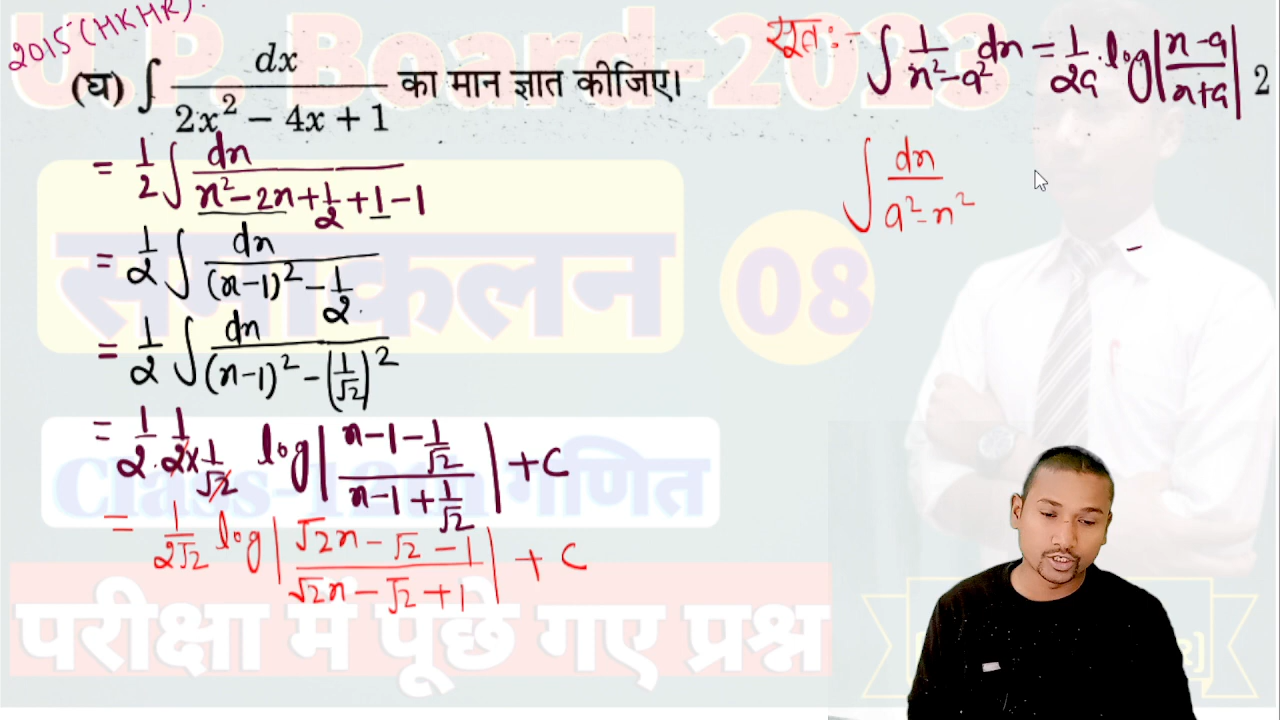 2015(HKHR).
U.P. Board-2023
(घ) ∫ dx / (2x² − 4x + 1) का मान ज्ञात कीजिए।
सूत्र:- ∫ 1/(x²-a²) dx = 1/2a . log |(x-a)/(x+a)| 2
∫ dx/(a²-x²)
= 1/2 ∫ dx / (x²-2x+1/2+1-1)
= 1/2 ∫ dx / ((x-1)² - 1/2)
समाकलन 08
= 1/2 ∫ dx / ((x-1)² - (1/√2)²)
= 1/2 . 1/(2×1/√2) log |(x-1-1/√2)/(x-1+1/√2)| + c
गणित
= 1/2√2 log |(√2x-√2-1)/(√2x-√2+1)| + c
परीक्षा में पूछे गए प्रश्न